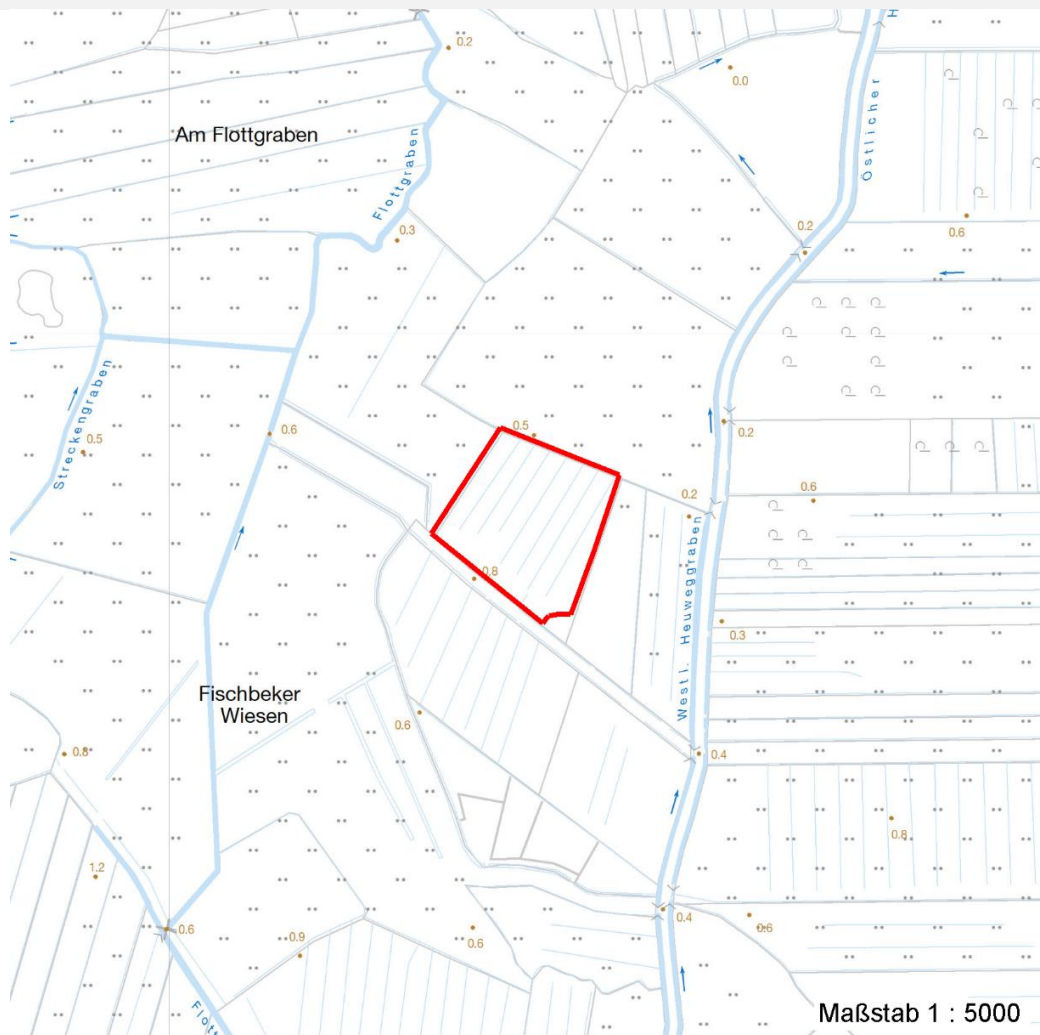 H
0.2
0.0
Östlicher
Am Flottgraben
Flottgraben
0.3
0.2
0.6
Streckengraben
0.5
0.6
0.5
0.2
0.6
0.2
Westl. Heuweggraben
0.8
0.3
Fischbeker
Wiesen
0.6
0.8
0.4
0.8
1.2
0.6
0.9
0.6
0.4
0.6
Flott
Maßstab 1 : 5000